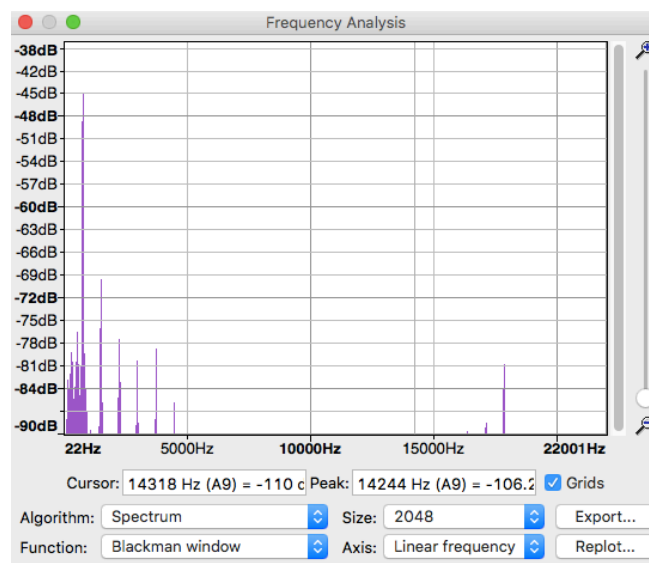 Frequency Analysis
-38dB
-42dB
-45dB
-48dB
-51dB
-54dB
-57dB
-60dB
-63dB
-66dB
-69dB
-72dB
-75dB
-78dB
-81dB
-84dB
-90dB
22Hz 5000Hz 10000Hz 15000Hz 22001Hz
Cursor: 14318 Hz (A9) = -110 c Peak: 14244 Hz (A9) = -106.2 Grids
Algorithm: Spectrum Size: 2048 Export...
Function: Blackman window Axis: Linear frequency Replot...